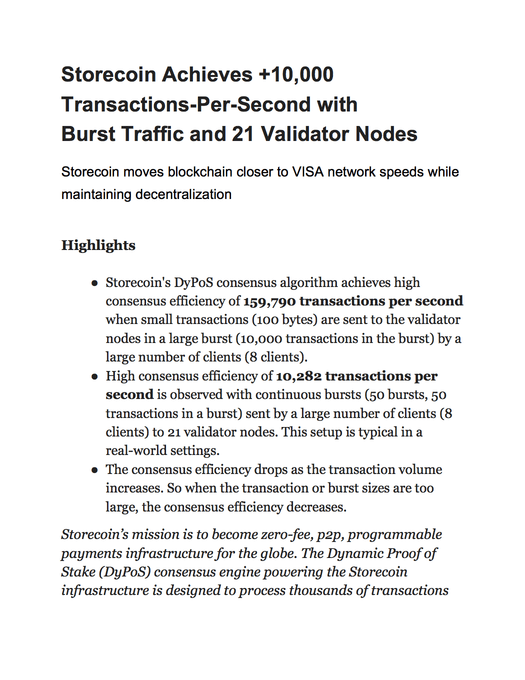 Storecoin Achieves +10,000
Transactions-Per-Second with
Burst Traffic and 21 Validator Nodes
Storecoin moves blockchain closer to VISA network speeds while
maintaining decentralization
Highlights
● Storecoin's DyPoS consensus algorithm achieves high
consensus efficiency of 159,790 transactions per second
when small transactions (100 bytes) are sent to the validator
nodes in a large burst (10,000 transactions in the burst) by a
large number of clients (8 clients).
● High consensus efficiency of 10,282 transactions per
second is observed with continuous bursts (50 bursts, 50
transactions in a burst) sent by a large number of clients (8
clients) to 21 validator nodes. This setup is typical in a
real-world settings.
● The consensus efficiency drops as the transaction volume
increases. So when the transaction or burst sizes are too
large, the consensus efficiency decreases.
Storecoin’s mission is to become zero-fee, p2p, programmable
payments infrastructure for the globe. The Dynamic Proof of
Stake (DyPoS) consensus engine powering the Storecoin
infrastructure is designed to process thousands of transactions